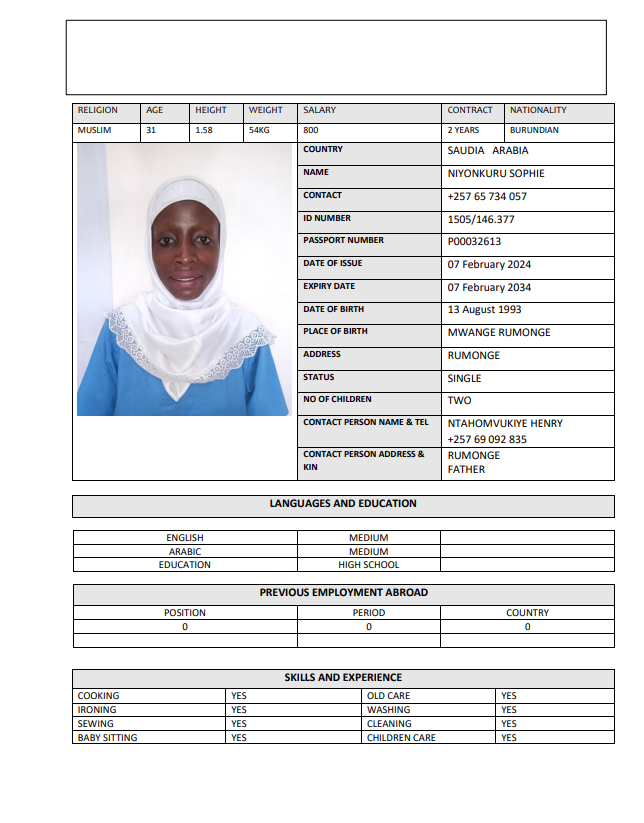 RELIGION AGE HEIGHT WEIGHT SALARY CONTRACT NATIONALITY
MUSLIM 31 1.58 54KG 800 2 YEARS BURUNDIAN
COUNTRY SAUDIA ARABIA
NAME NIYONKURU SOPHIE
CONTACT +257 65 734 057
ID NUMBER 1505/146.377
PASSPORT NUMBER P00032613
DATE OF ISSUE 07 February 2024
EXPIRY DATE 07 February 2034
DATE OF BIRTH 13 August 1993
PLACE OF BIRTH MWANGE RUMONGE
ADDRESS RUMONGE
STATUS SINGLE
NO OF CHILDREN TWO
CONTACT PERSON NAME & TEL NTAHOMVUKIYE HENRY
+257 69 092 835
CONTACT PERSON ADDRESS & RUMONGE
KIN FATHER
LANGUAGES AND EDUCATION
ENGLISH MEDIUM
ARABIC MEDIUM
EDUCATION HIGH SCHOOL
PREVIOUS EMPLOYMENT ABROAD
POSITION PERIOD COUNTRY
0 0 0
SKILLS AND EXPERIENCE
COOKING YES OLD CARE YES
IRONING YES WASHING YES
SEWING YES CLEANING YES
BABY SITTING YES CHILDREN CARE YES